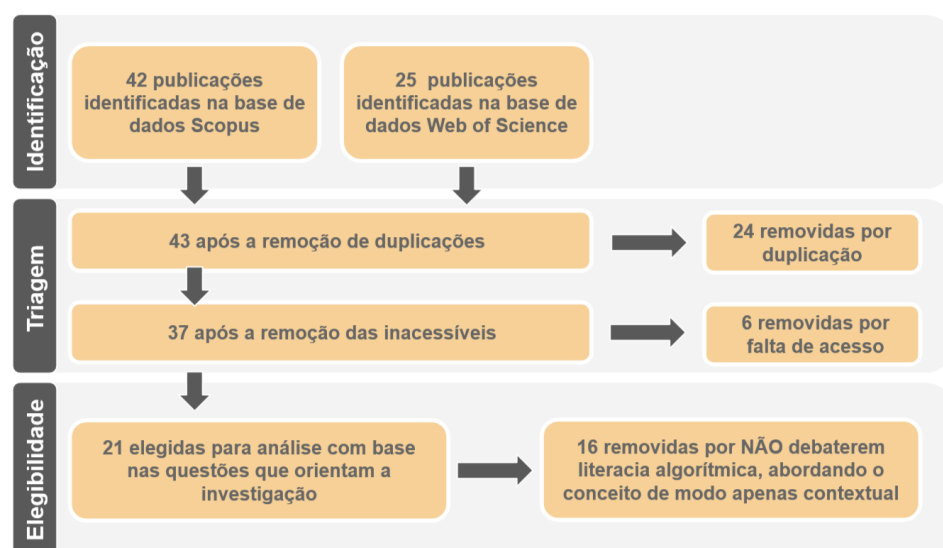 Identificação
42 publicações
identificadas na base de
dados Scopus
25 publicações
identificadas na base de
dados Web of Science
Triagem
43 após a remoção de duplicações
24 removidas por
duplicação
37 após a remoção das inacessíveis
6 removidas por
falta de acesso
Elegibilidade
21 elegidas para análise com base
nas questões que orientam a
investigação
16 removidas por NÃO debaterem
literacia algorítmica, abordando o
conceito de modo apenas contextual